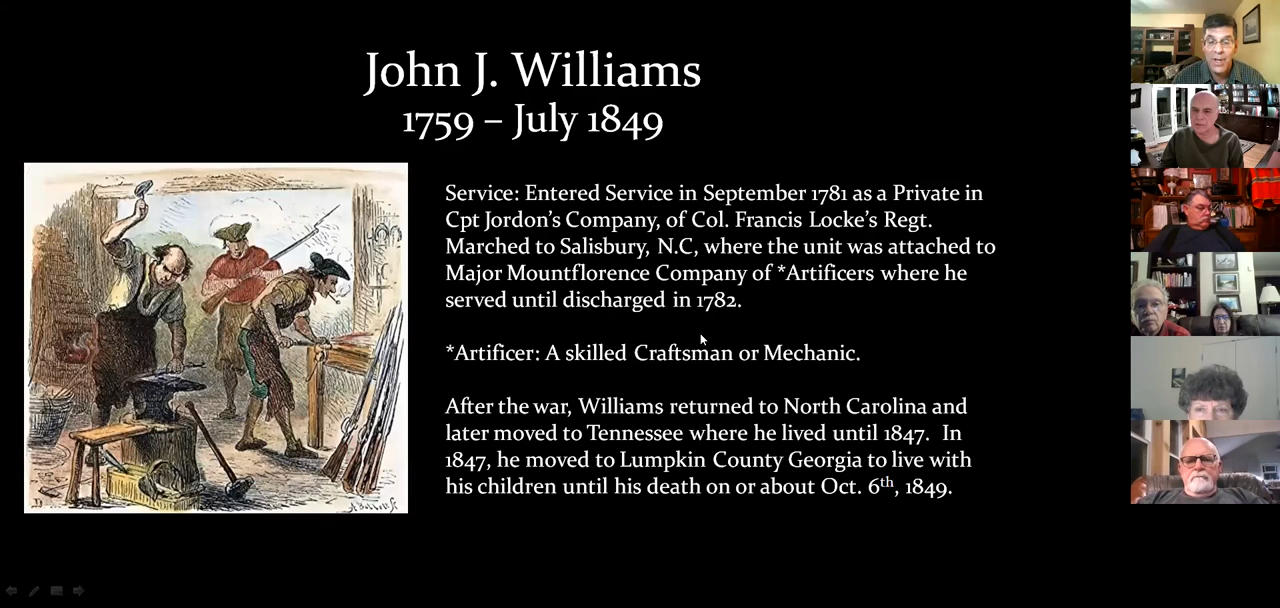 John J. Williams
1759 – July 1849
Service: Entered Service in September 1781 as a Private in
Cpt Jordon's Company, of Col. Francis Locke's Regt.
Marched to Salisbury, N.C, where the unit was attached to
Major Mountflorence Company of *Artificers where he
served until discharged in 1782.
*Artificer: A skilled Craftsman or Mechanic.
After the war, Williams returned to North Carolina and
later moved to Tennessee where he lived until 1847.  In
1847, he moved to Lumpkin County Georgia to live with
his children until his death on or about Oct. 6th, 1849.